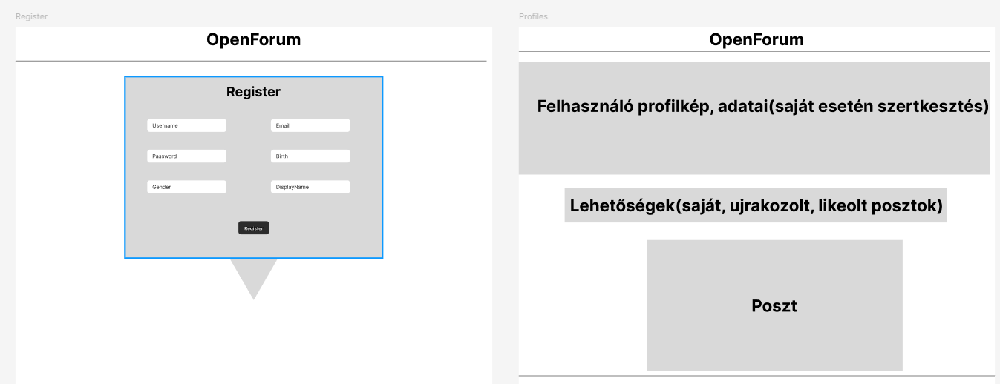 Register
OpenForum
Register
Username
Email
Password
Birth
Gender
DisplayName
Register
Profiles
OpenForum
Felhasználó profilkép, adatai(saját esetén szertkesztés)
Lehetőségek(saját, ujrakozolt, likeolt posztok)
Poszt